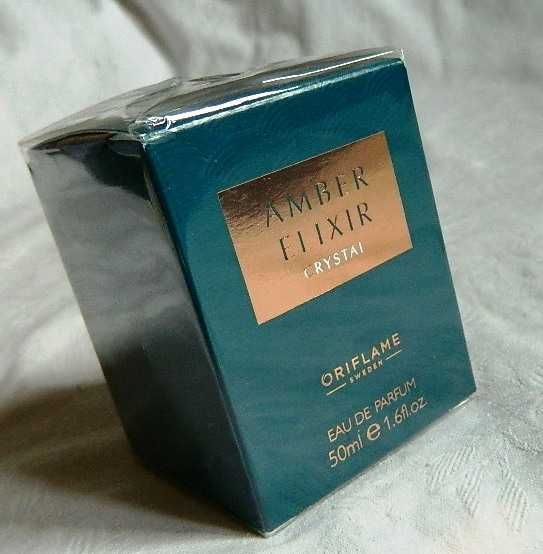 AMBER
ELIXIR
CRYSTAL
ORIFLAME
SWEDEN
EAU DE PARFUM
50ml e 1.6fl.oz